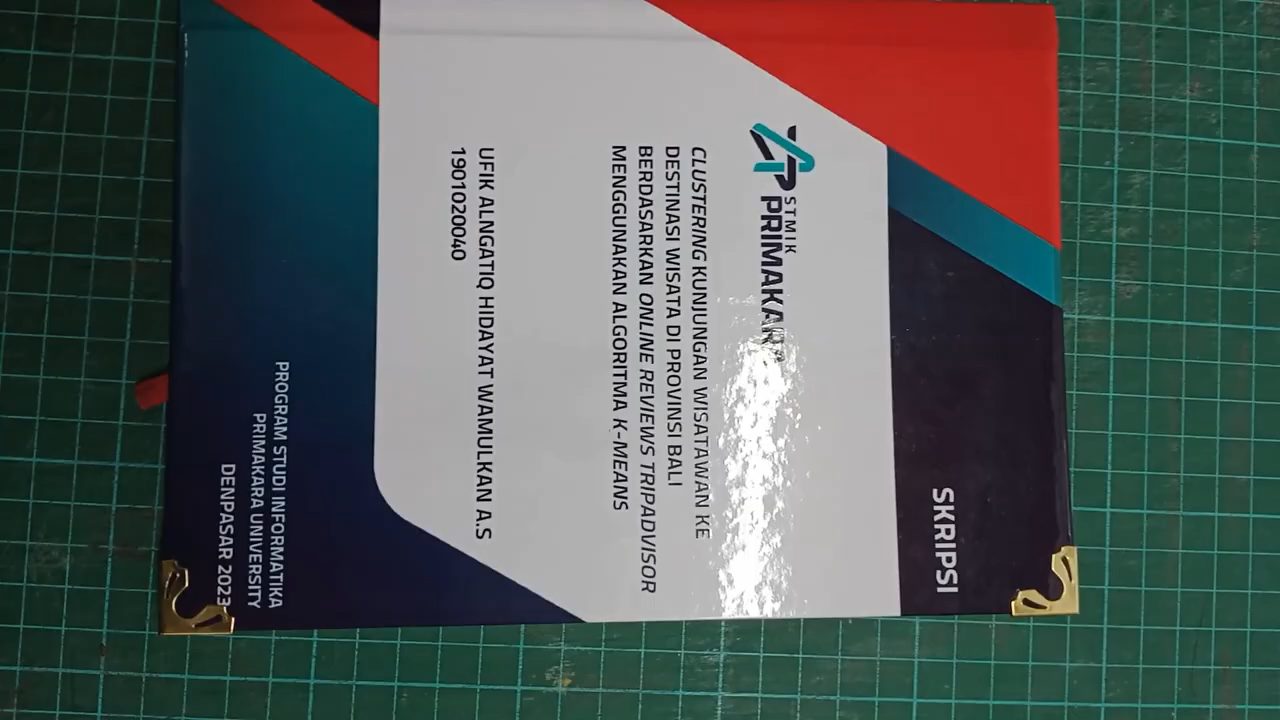 SKRIPSI
STMIK
PRIMAKARA
CLUSTERING KUNJUNGAN WISATAWAN KE
DESTINASI WISATA DI PROVINSI BALI
BERDASARKAN ONLINE REVIEWS TRIPADVISOR
MENGGUNAKAN ALGORITMA K-MEANS
UFIK ALNGATIQ HIDAYAT WAMULKAN A.S
1901020040
PROGRAM STUDI INFORMATIKA
PRIMAKARA UNIVERSITY
DENPASAR 2023